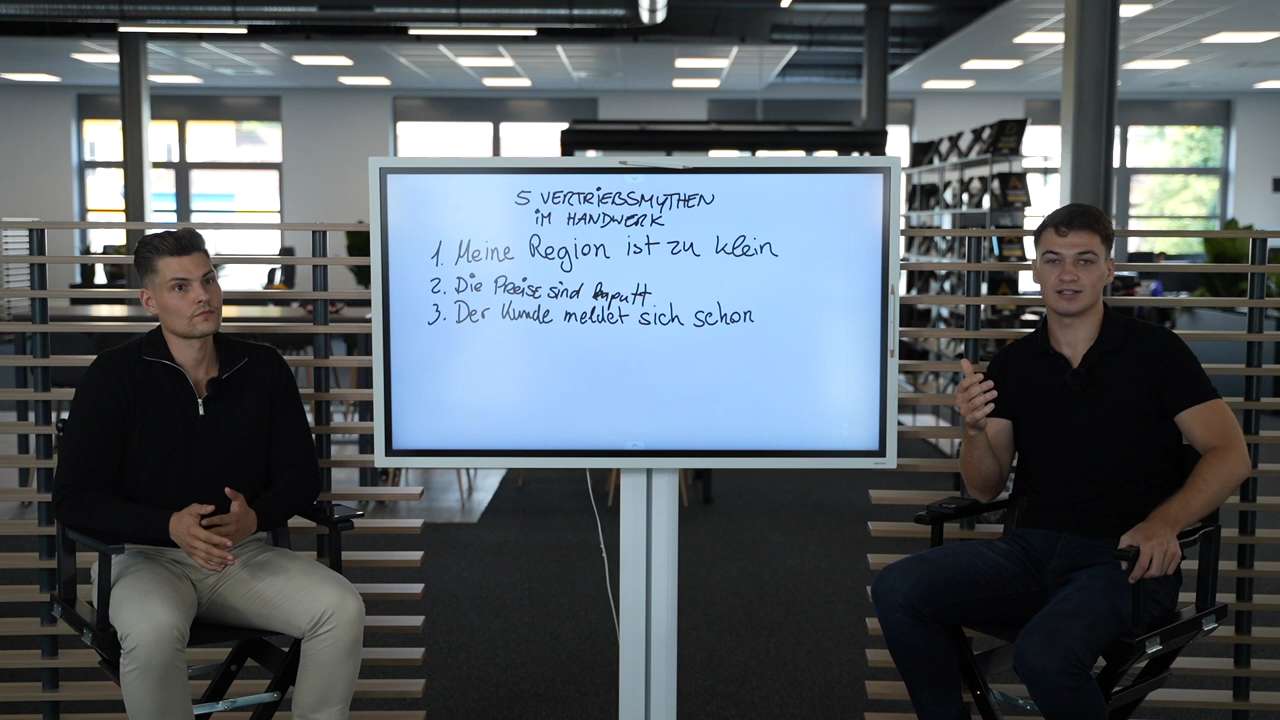 5 VERTRIEBSMYTHEN
IM HANDWERK
1. Meine Region ist zu klein
2. Die Preise sind kaputt
3. Der Kunde meldet sich schon